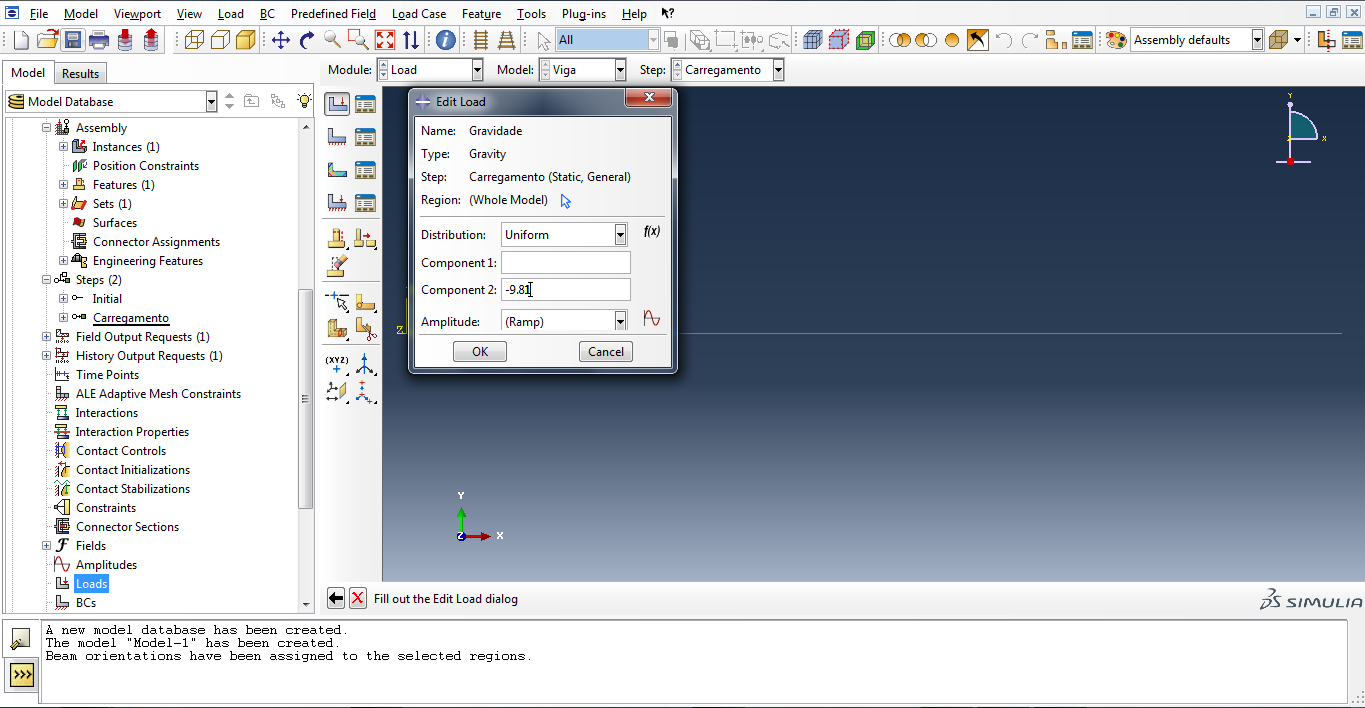 File Model Viewport View Load BC Predefined Field Load Case Feature Tools Plug-ins Help
All
Assembly defaults
Model Results
Module: Load Model: Viga Step: Carregamento
Model Database
Assembly
Instances (1)
Position Constraints
Features (1)
Sets (1)
Surfaces
Connector Assignments
Engineering Features
Steps (2)
Initial
Carregamento
Field Output Requests (1)
History Output Requests (1)
Time Points
ALE Adaptive Mesh Constraints
Interactions
Interaction Properties
Contact Controls
Contact Initializations
Contact Stabilizations
Constraints
Connector Sections
Fields
Amplitudes
Loads
BCs
(XYZ)
Edit Load
Name: Gravidade
Type: Gravity
Step: Carregamento (Static, General)
Region: (Whole Model)
Distribution: Uniform f(x)
Component 1:
Component 2: -9.81
Amplitude: (Ramp)
OK Cancel
Y
X
Z
Y
Z X
Fill out the Edit Load dialog
SIMULIA
A new model database has been created.
The model "Model-1" has been created.
Beam orientations have been assigned to the selected regions.
>>>